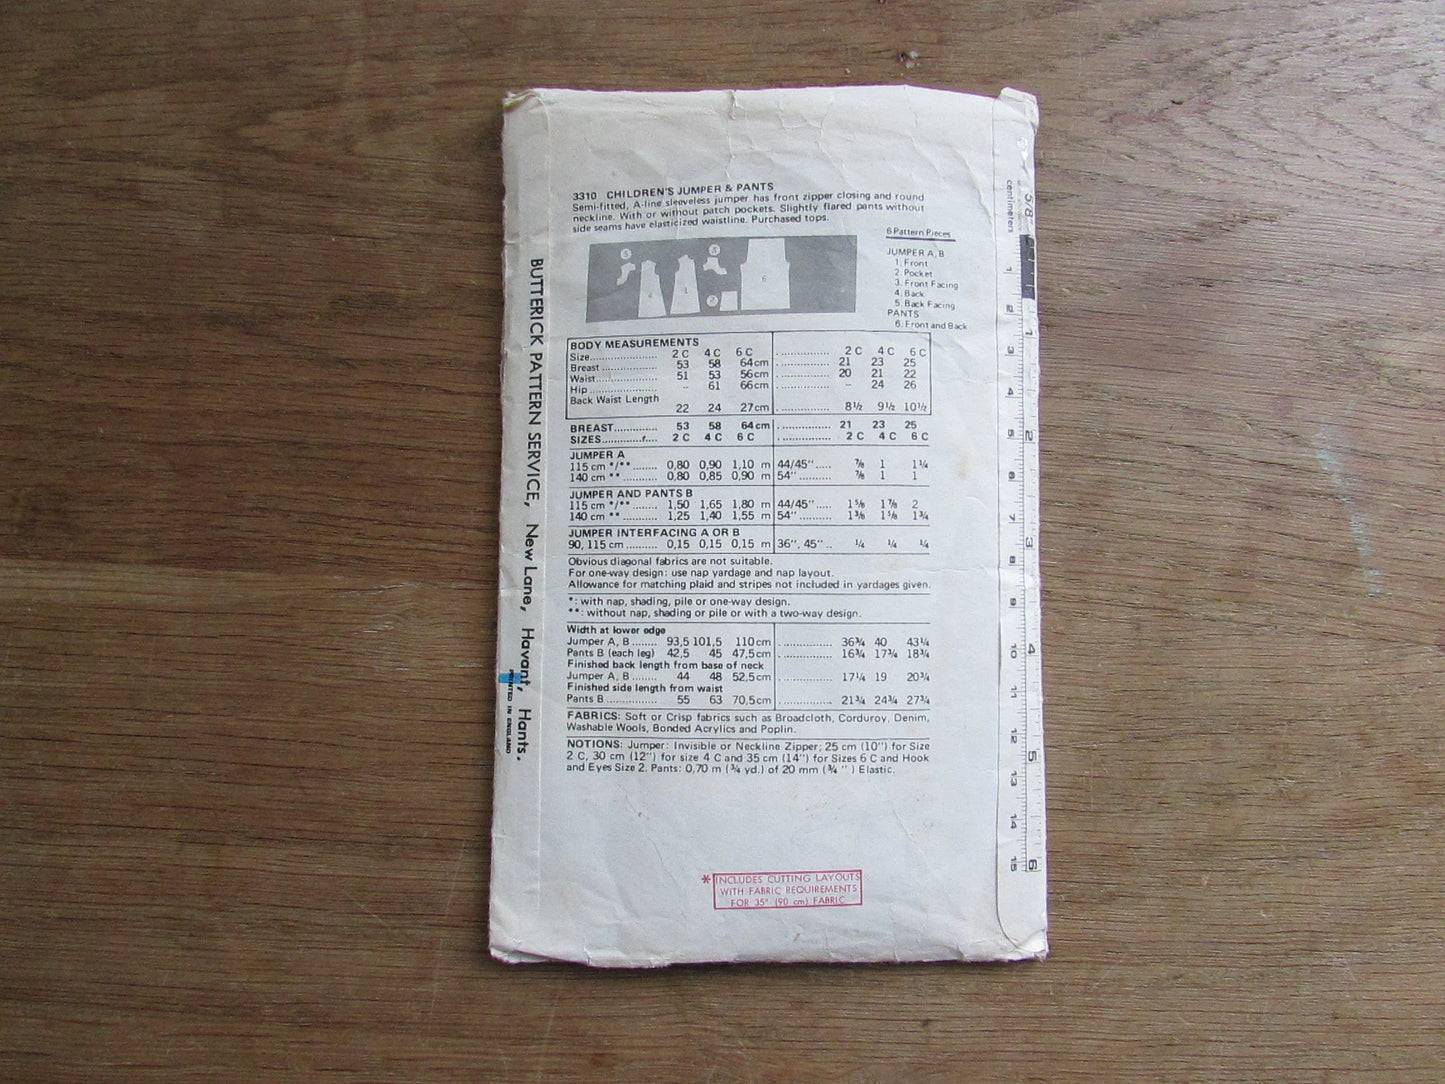 3310 CHILDREN'S JUMPER & PANTS
Semi-fitted, A-line sleeveless jumper has front zipper closing and round
neckline. With or without patch pockets. Slightly flared pants without
side seams have elasticized waistline. Purchased tops.
6 Pattern Pieces
JUMPER A, B
1. Front
2. Pocket
3. Front Facing
4. Back
5. Back Facing
PANTS
6. Front and Back
5 3 6 4 1 2
BODY MEASUREMENTS
Size...................... 2 C 4 C 6 C .................. 2 C 4 C 6 C
Breast .................. 53 58 64cm .................. 21 23 25
Waist.................... 51 53 56cm .................. 20 21 22
Hip ...................... -- 61 66cm .................. -- 24 26
Back Waist Length
22 24 27cm .................. 8½ 9½ 10½
BREAST............. 53 58 64cm .................. 21 23 25
SIZES................ 2 C 4 C 6 C .................. 2 C 4 C 6 C
JUMPER A
115 cm */** ........ 0,80 0,90 1,10 m 44/45"..... ⅞ 1 1¼
140 cm ** ........... 0,80 0,85 0,90 m 54".......... ⅞ 1 1
JUMPER AND PANTS B
115 cm */** ........ 1,50 1,65 1,80 m 44/45"..... 1⅝ 1⅞ 2
140 cm ** ........... 1,25 1,40 1,55 m 54".......... 1⅜ 1⅝ 1¾
JUMPER INTERFACING A OR B
90, 115 cm .......... 0,15 0,15 0,15 m 36", 45" .. ¼ ¼ ¼
Obvious diagonal fabrics are not suitable.
For one-way design: use nap yardage and nap layout.
Allowance for matching plaid and stripes not included in yardages given.
*: with nap, shading, pile or one-way design.
**: without nap, shading or pile or with a two-way design.
Width at lower edge
Jumper A, B ........ 93,5 101,5 110cm .................. 36¾ 40 43¼
Pants B (each leg) 42,5 45 47,5cm .................. 16¾ 17¾ 18¾
Finished back length from base of neck
Jumper A, B ........ 44 48 52,5cm .................. 17¼ 19 20¾
Finished side length from waist
Pants B ................ 55 63 70,5cm .................. 21¾ 24¾ 27¾
FABRICS: Soft or Crisp fabrics such as Broadcloth, Corduroy, Denim,
Washable Wools, Bonded Acrylics and Poplin.
NOTIONS: Jumper: Invisible or Neckline Zipper; 25 cm (10") for Size
2 C, 30 cm (12") for size 4 C and 35 cm (14") for Sizes 6 C and Hook
and Eyes Size 2. Pants: 0,70 m (¾ yd.) of 20 mm (¾") Elastic.
* INCLUDES CUTTING LAYOUTS
WITH FABRIC REQUIREMENTS
FOR 35" (90 cm) FABRIC
BUTTERICK PATTERN SERVICE, New Lane, Havant, Hants.
PRINTED IN ENGLAND
centimeters
1 2 3 4 5 6 7 8 9 10 11 12 13 14 15
5/8"
1 2 3 4 5 6